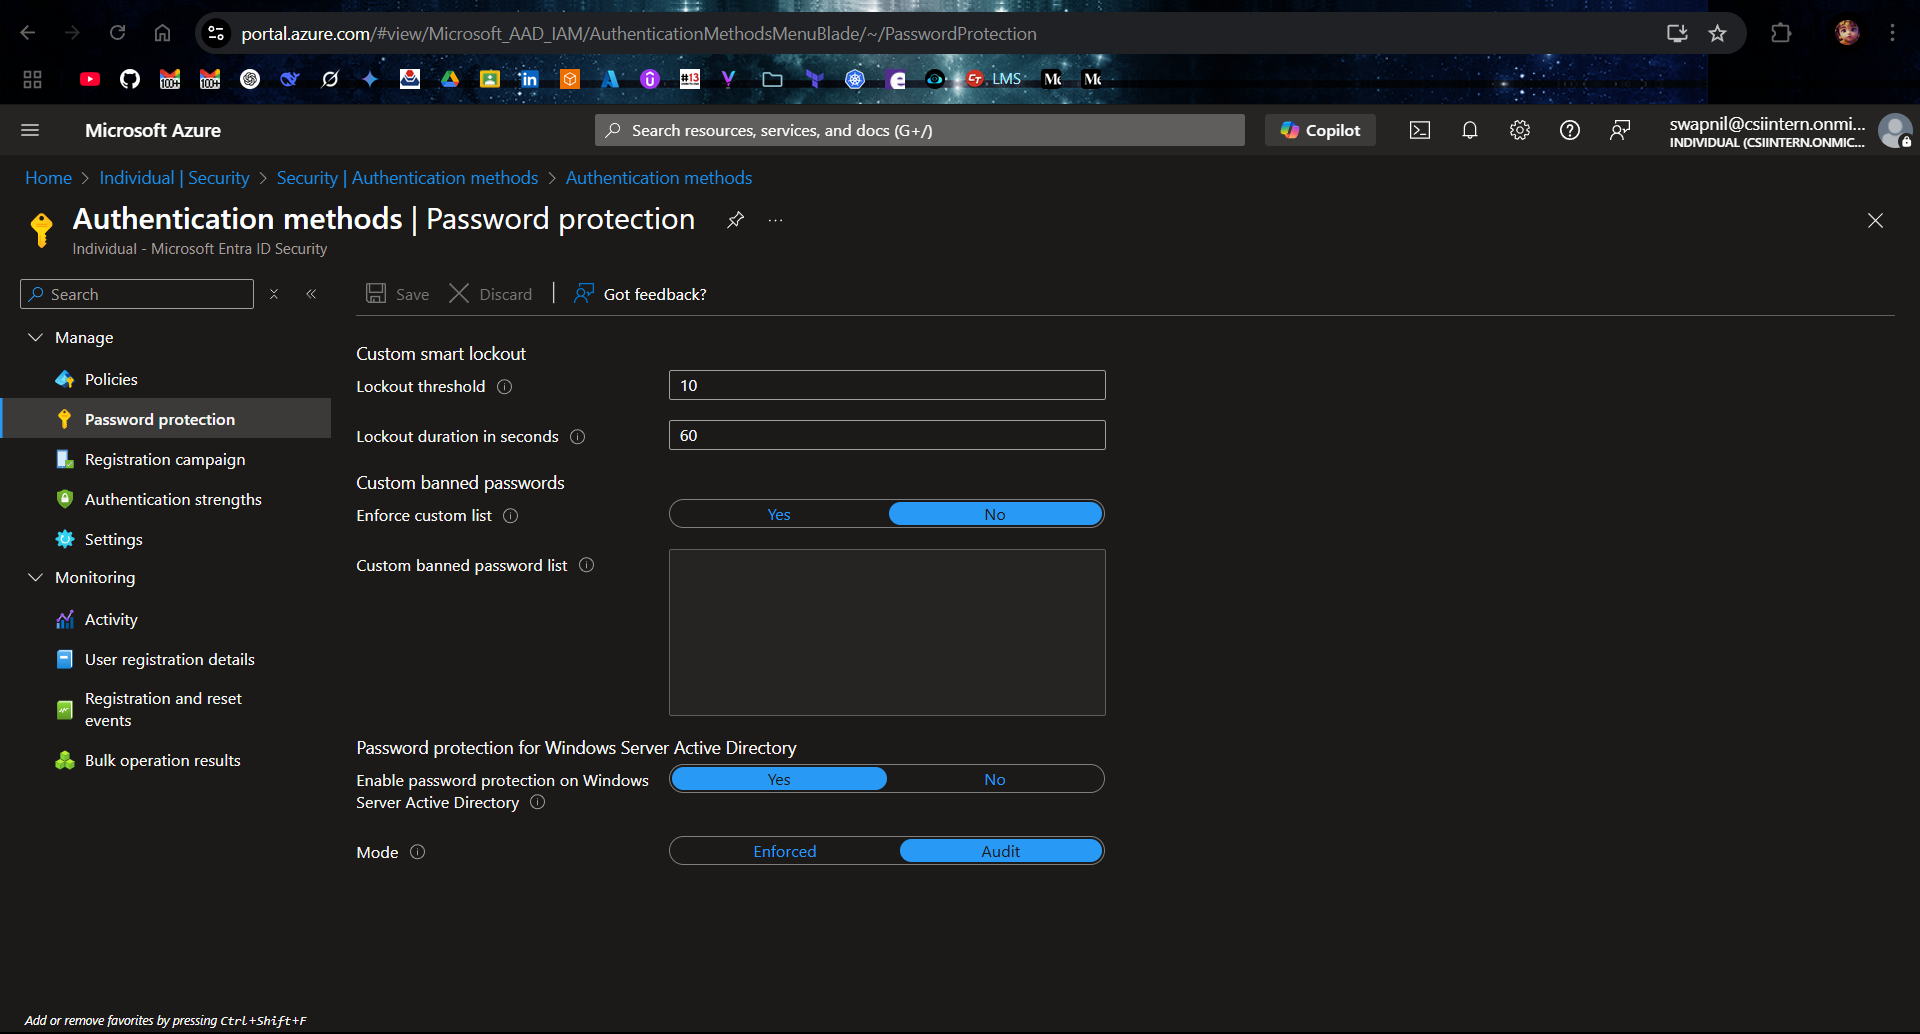 portal.azure.com/#view/Microsoft_AAD_IAM/AuthenticationMethodsMenuBlade/~/PasswordProtection
100+
100+
#13
LMS
Microsoft Azure
Search resources, services, and docs (G+/)
Copilot
swapnil@csiintern.onmi...
INDIVIDUAL (CSIINTERN.ONMIC...
Home > Individual | Security > Security | Authentication methods > Authentication methods
Authentication methods | Password protection
...
Individual - Microsoft Entra ID Security
Search
Save
Discard
Got feedback?
Manage
Policies
Password protection
Registration campaign
Authentication strengths
Settings
Monitoring
Activity
User registration details
Registration and reset
events
Bulk operation results
Custom smart lockout
Lockout threshold
10
Lockout duration in seconds
60
Custom banned passwords
Enforce custom list
Yes
No
Custom banned password list
Password protection for Windows Server Active Directory
Enable password protection on Windows
Server Active Directory
Yes
No
Mode
Enforced
Audit
Add or remove favorites by pressing Ctrl+Shift+F